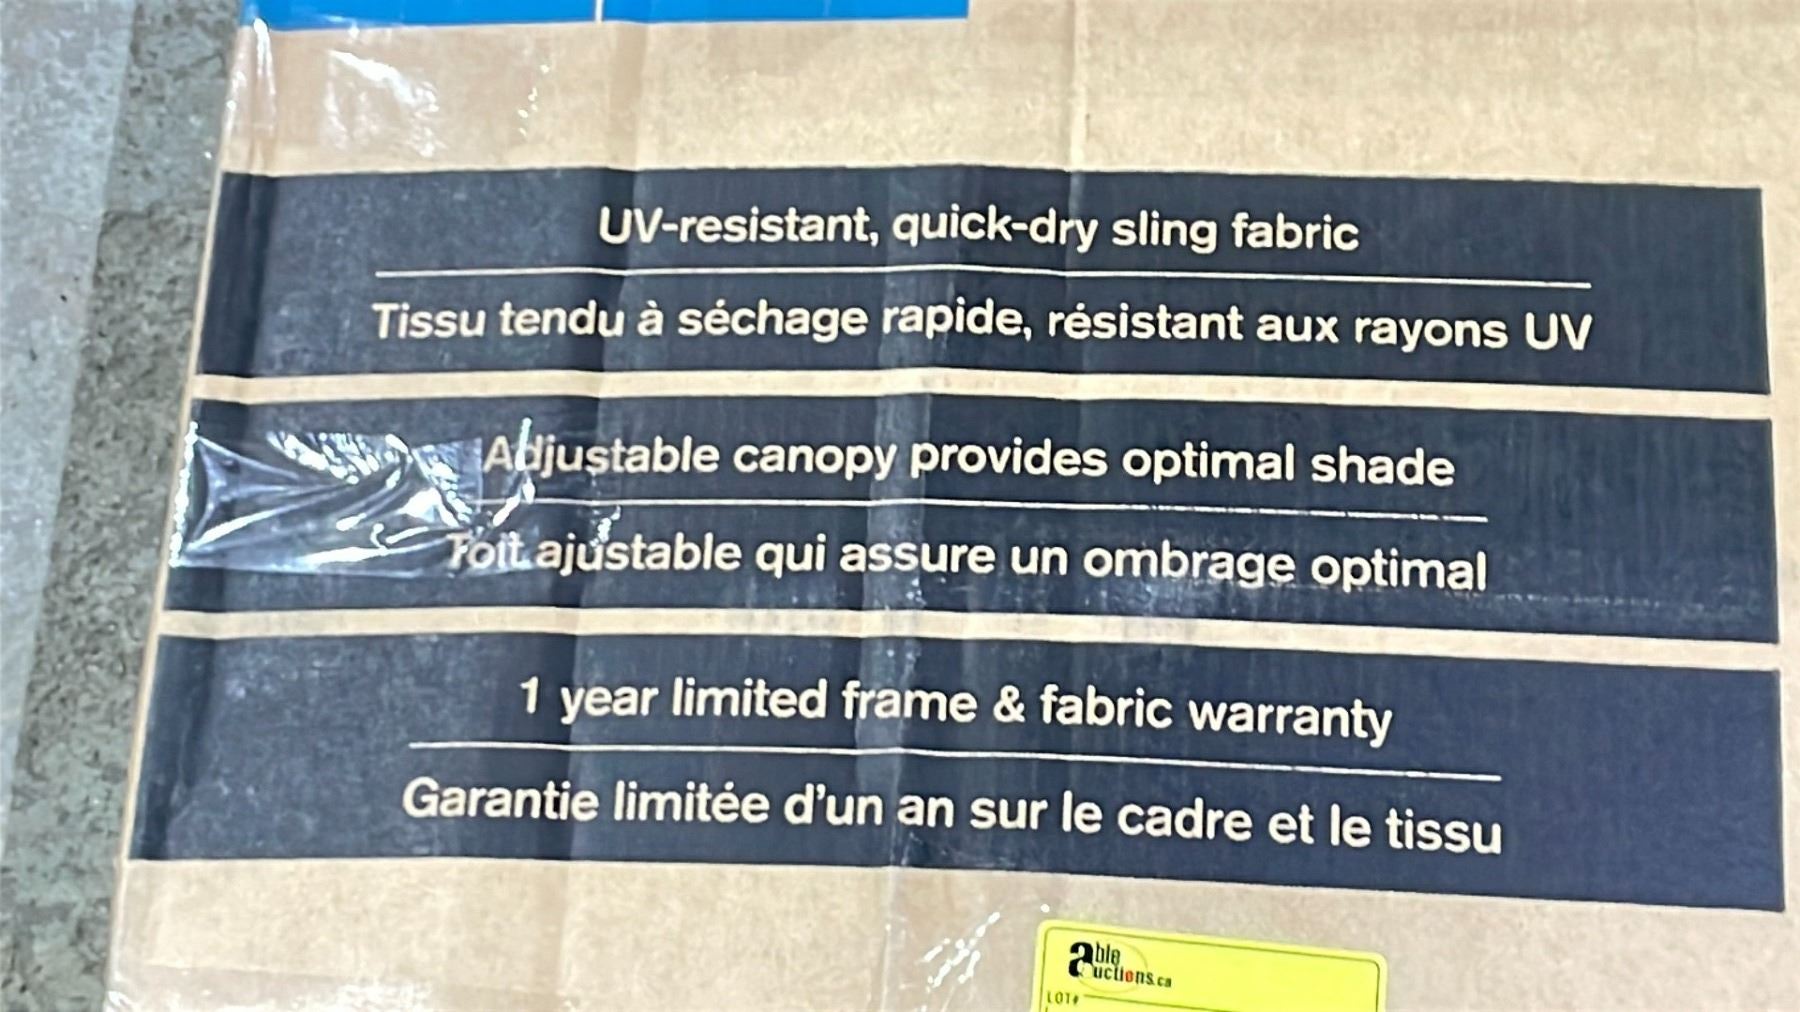 UV-resistant, quick-dry sling fabric
Tissu tendu à séchage rapide, résistant aux rayons UV
Adjustable canopy provides optimal shade
Toit ajustable qui assure un ombrage optimal
1 year limited frame & fabric warranty
Garantie limitée d'un an sur le cadre et le tissu
able
auctions.ca
LOT#